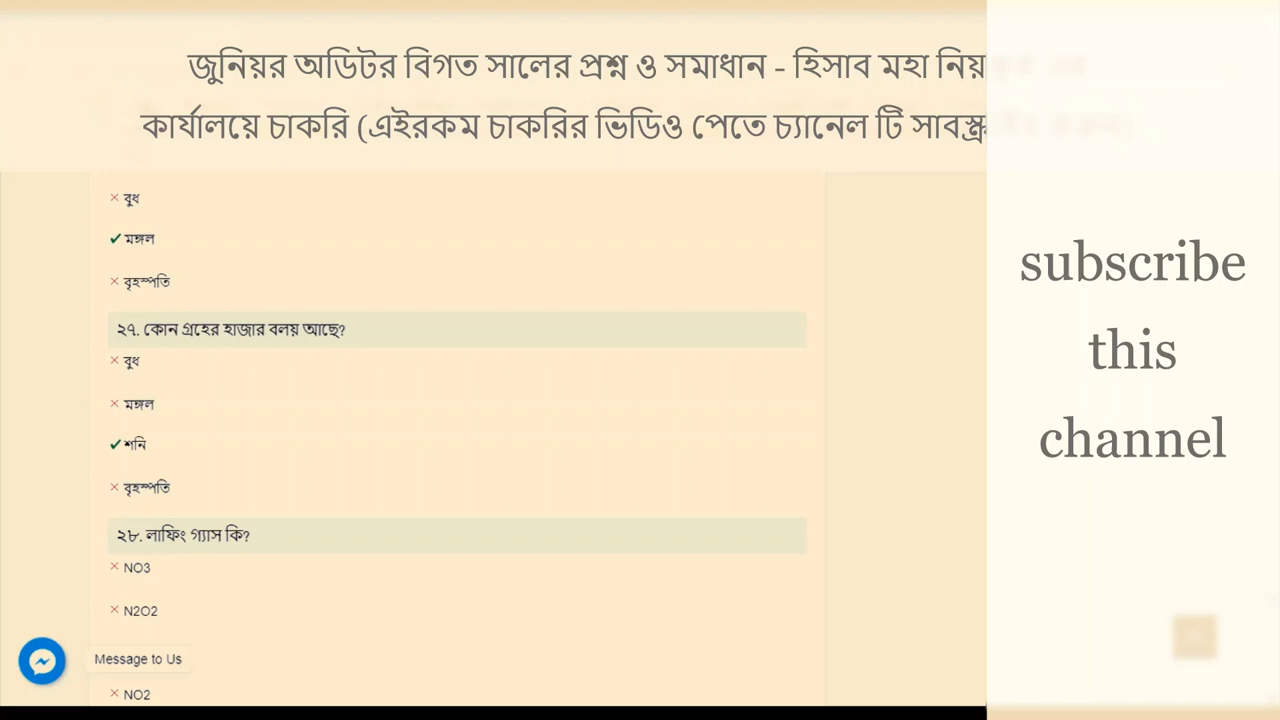 জুনিয়র অডিটর বিগত সালের প্রশ্ন ও সমাধান - হিসাব মহা নিয়
কার্যালয়ে চাকরি (এইরকম চাকরির ভিডিও পেতে চ্যানেল টি সাবস্ক্র
× বুধ
✔ মঙ্গল
× বৃহস্পতি
২৭. কোন গ্রহের হাজার বলয় আছে?
× বুধ
× মঙ্গল
✔ শনি
× বৃহস্পতি
২৮. লাফিং গ্যাস কি?
× NO3
× N2O2
Message to Us
× NO2
subscribe
this
channel